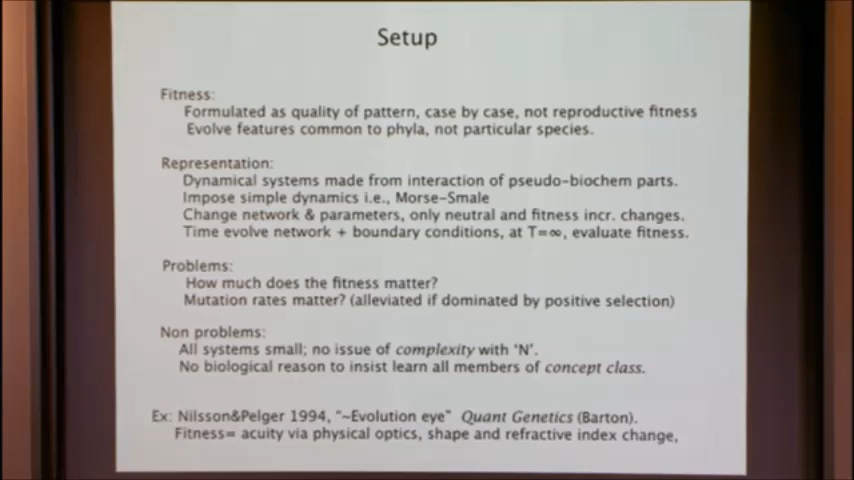 Setup
Fitness:
Formulated as quality of pattern, case by case, not reproductive fitness
Evolve features common to phyla, not particular species.
Representation:
Dynamical systems made from interaction of pseudo-biochem parts.
Impose simple dynamics i.e., Morse-Smale
Change network & parameters, only neutral and fitness incr. changes.
Time evolve network + boundary conditions, at T=∞, evaluate fitness.
Problems:
How much does the fitness matter?
Mutation rates matter? (alleviated if dominated by positive selection)
Non problems:
All systems small; no issue of complexity with ‘N’.
No biological reason to insist learn all members of concept class.
Ex: Nilsson&Pelger 1994, “~Evolution eye” Quant Genetics (Barton).
Fitness= acuity via physical optics, shape and refractive index change,